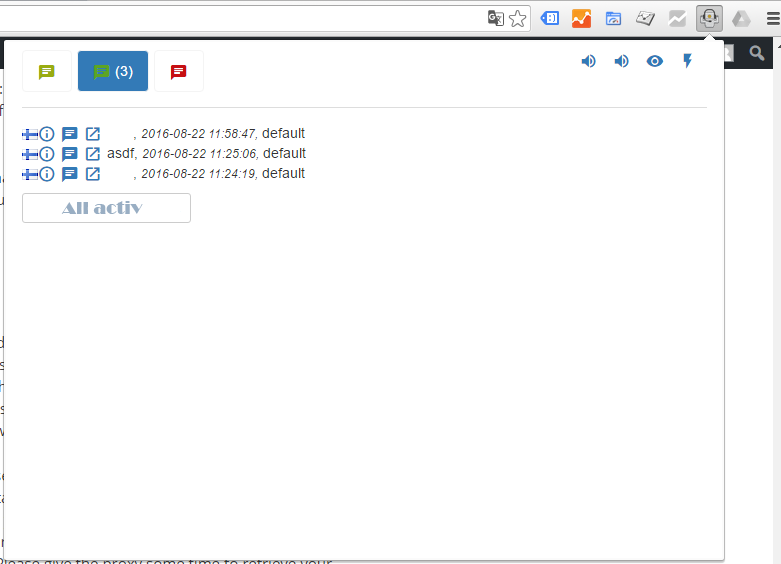 (3)
, 2016-08-22 11:58:47, default
asdf, 2016-08-22 11:25:06, default
, 2016-08-22 11:24:19, default
All activ
Please give the proxy some time to retrieve your